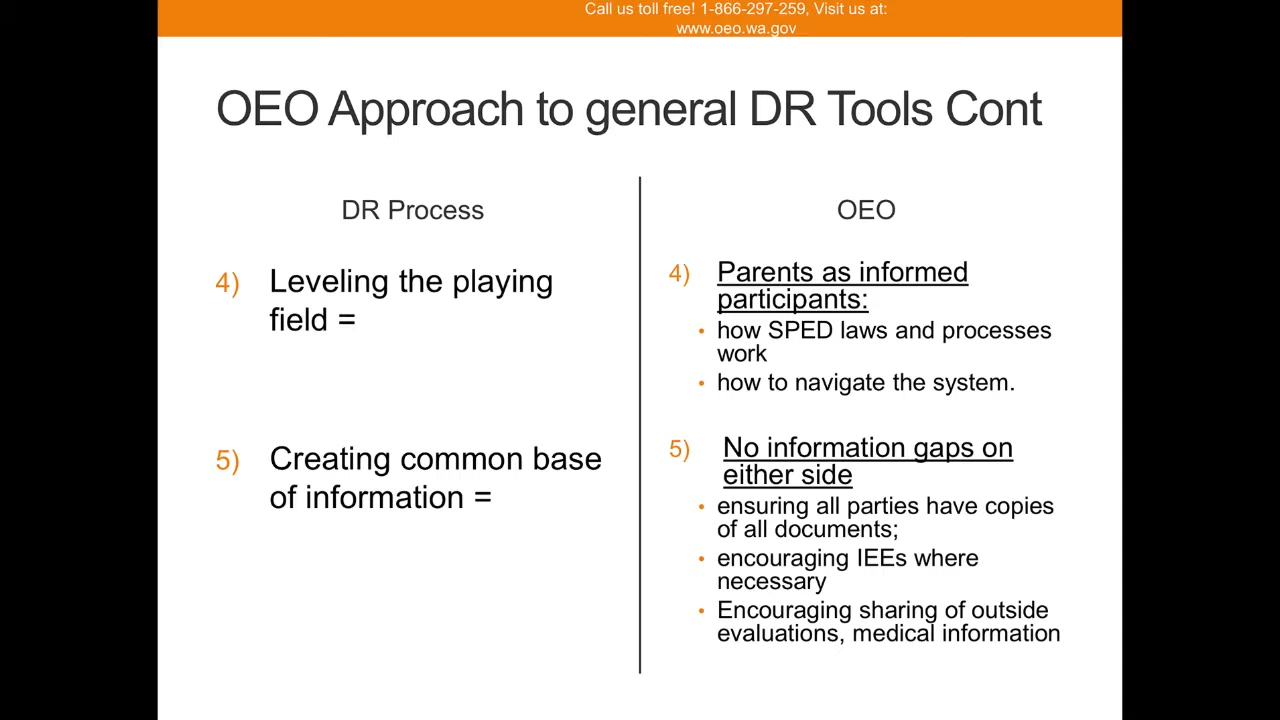 Call us toll free! 1-866-297-259, Visit us at:
www.oeo.wa.gov
OEO Approach to general DR Tools Cont
DR Process
4) Leveling the playing
field =
5) Creating common base
of information =
OEO
4) Parents as informed
participants:
• how SPED laws and processes
work
• how to navigate the system.
5) No information gaps on
either side
• ensuring all parties have copies
of all documents;
• encouraging IEEs where
necessary
• Encouraging sharing of outside
evaluations, medical information